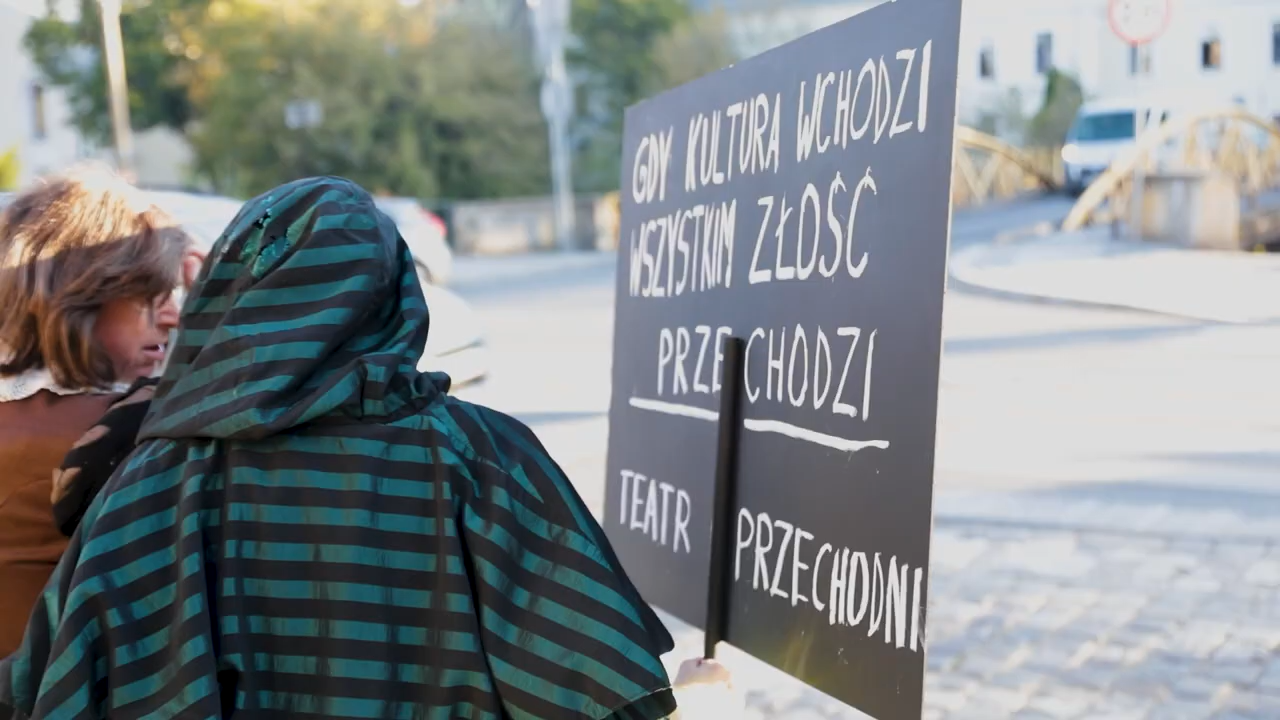 GDY KULTURA WCHODZI
WSZYSTKIM ZŁOŚĆ
PRZECHODZI
TEATR PRZECHODNI